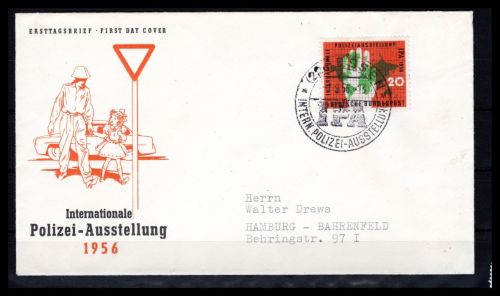 ERSTTAGSBRIEF · FIRST DAY COVER
Internationale
Polizei-Ausstellung
1956
INTERNATIONALE POLIZEIAUSSTELLUNG
20
DEUTSCHE BUNDESPOST
INTERN. POLIZEI-AUSSTELLUNG
Herrn
Walter Drews
HAMBURG - BAHRENFELD
Behringstr. 97 I